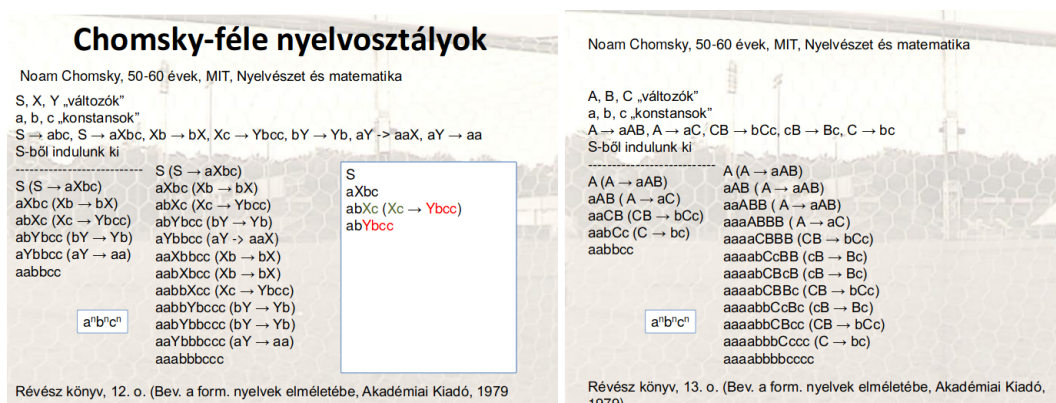 Chomsky-féle nyelvosztályok
Noam Chomsky, 50-60 évek, MIT, Nyelvészet és matematika
S, X, Y „változók”
a, b, c „konstansok”
S → abc, S → aXbc, Xb → bX, Xc → Ybcc, bY → Yb, aY -> aaX, aY → aa
S-ből indulunk ki
---------------------------
S (S → aXbc)
aXbc (Xb → bX)
abXc (Xc → Ybcc)
abYbcc (bY → Yb)
aYbbcc (aY → aa)
aabbcc
aⁿbⁿcⁿ
S (S → aXbc)
aXbc (Xb → bX)
abXc (Xc → Ybcc)
abYbcc (bY → Yb)
aYbbcc (aY -> aaX)
aaXbbcc (Xb → bX)
aabXbcc (Xb → bX)
aabbXcc (Xc → Ybcc)
aabbYbccc (bY → Yb)
aabYbbccc (bY → Yb)
aaYbbbccc (aY → aa)
aaabbbccc
S
aXbc
abXc (Xc → Ybcc)
abYbcc
Révész könyv, 12. o. (Bev. a form. nyelvek elméletébe, Akadémiai Kiadó, 1979
Noam Chomsky, 50-60 évek, MIT, Nyelvészet és matematika
A, B, C „változók”
a, b, c „konstansok”
A → aAB, A → aC, CB → bCc, cB → Bc, C → bc
S-ből indulunk ki
---------------------------
A (A → aAB)
aAB ( A → aC)
aaCB (CB → bCc)
aabCc (C → bc)
aabbcc
aⁿbⁿcⁿ
A (A → aAB)
aAB ( A → aAB)
aaABB ( A → aAB)
aaaABBB ( A → aC)
aaaaCBBB (CB → bCc)
aaaabCcBB (cB → Bc)
aaaabCBcB (cB → Bc)
aaaabCBBc (CB → bCc)
aaaabbCcBc (cB → Bc)
aaaabbCBcc (CB → bCc)
aaaabbbCccc (C → bc)
aaaabbbbcccc
Révész könyv, 13. o. (Bev. a form. nyelvek elméletébe, Akadémiai Kiadó,
1979)